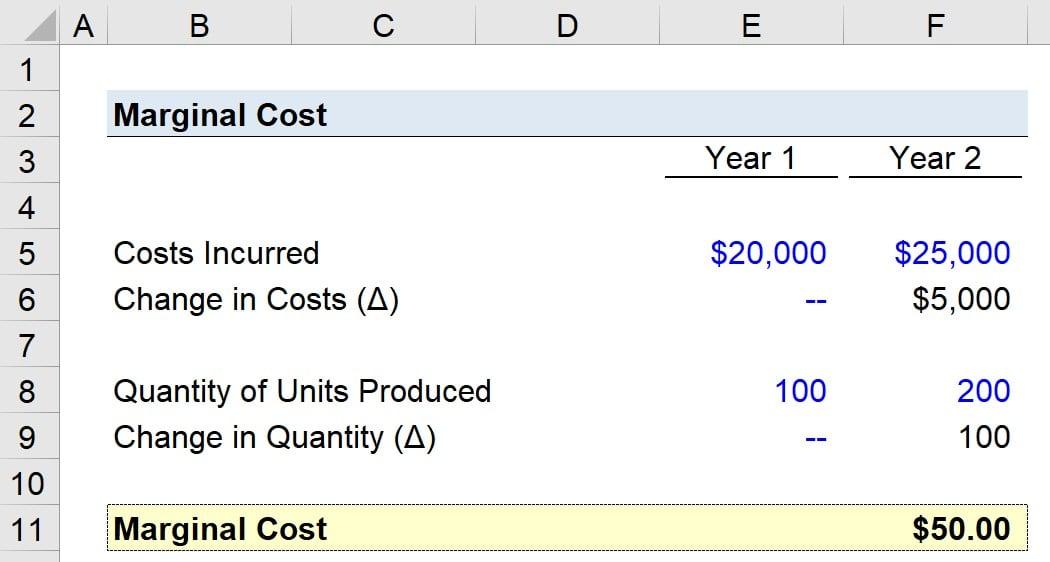 A B C D E F
1
2 Marginal Cost
3 Year 1 Year 2
4
5 Costs Incurred $20,000 $25,000
6 Change in Costs (Δ) -- $5,000
7
8 Quantity of Units Produced 100 200
9 Change in Quantity (Δ) -- 100
10
11 Marginal Cost $50.00